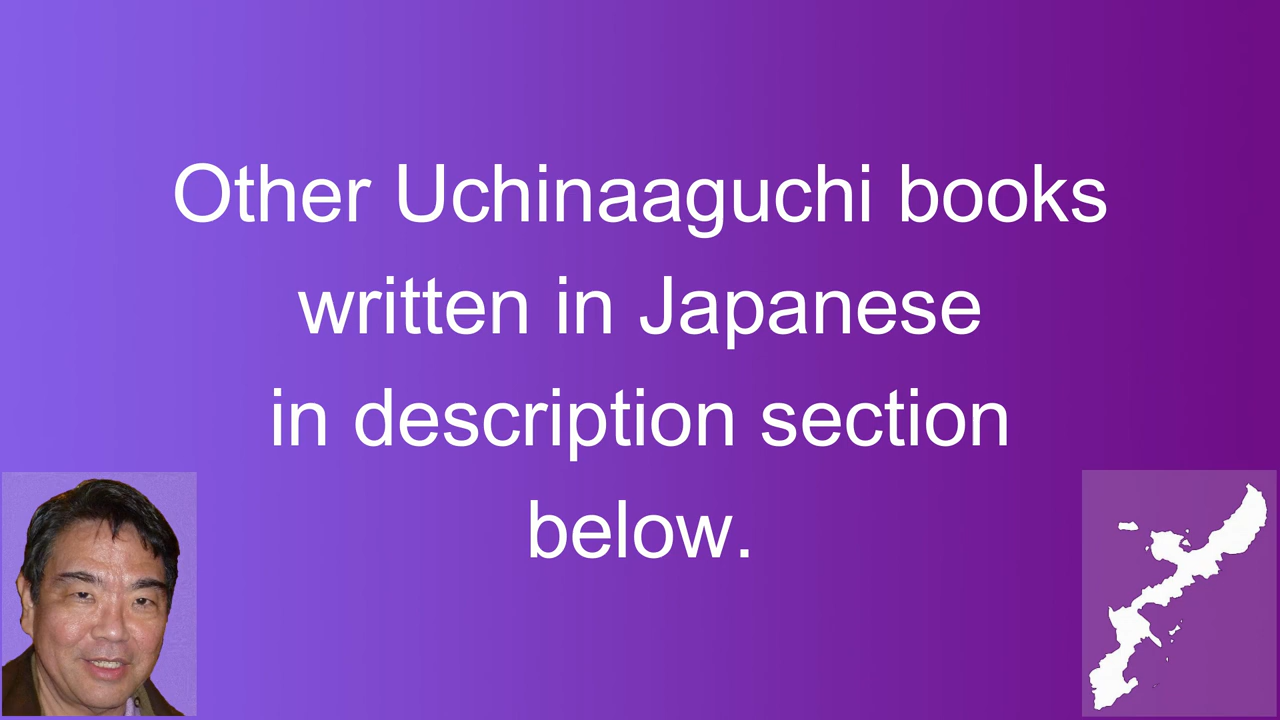 Other Uchinaaguchi books
written in Japanese
in description section
below.